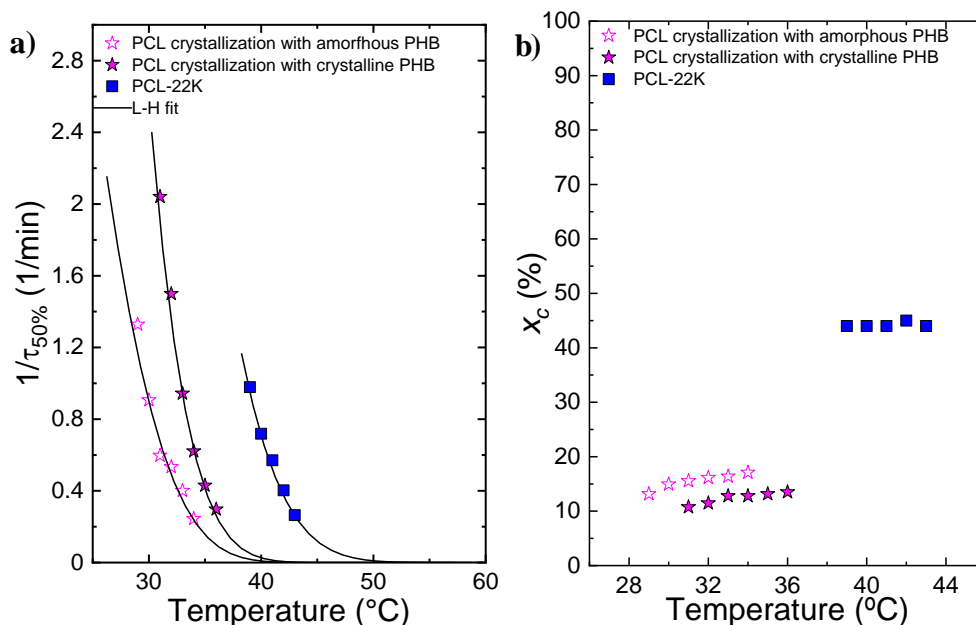 a)
PCL crystallization with amorfhous PHB
PCL crystallization with crystalline PHB
PCL-22K
L-H fit
2.8
2.4
2
1.6
1.2
0.8
0.4
0
1/τ50% (1/min)
30 40 50 60
Temperature (°C)
b)
PCL crystallization with amorphous PHB
PCL crystallization with crystalline PHB
PCL-22K
100
90
80
70
60
50
40
30
20
10
0
xc (%)
28 32 36 40 44
Temperature (ºC)